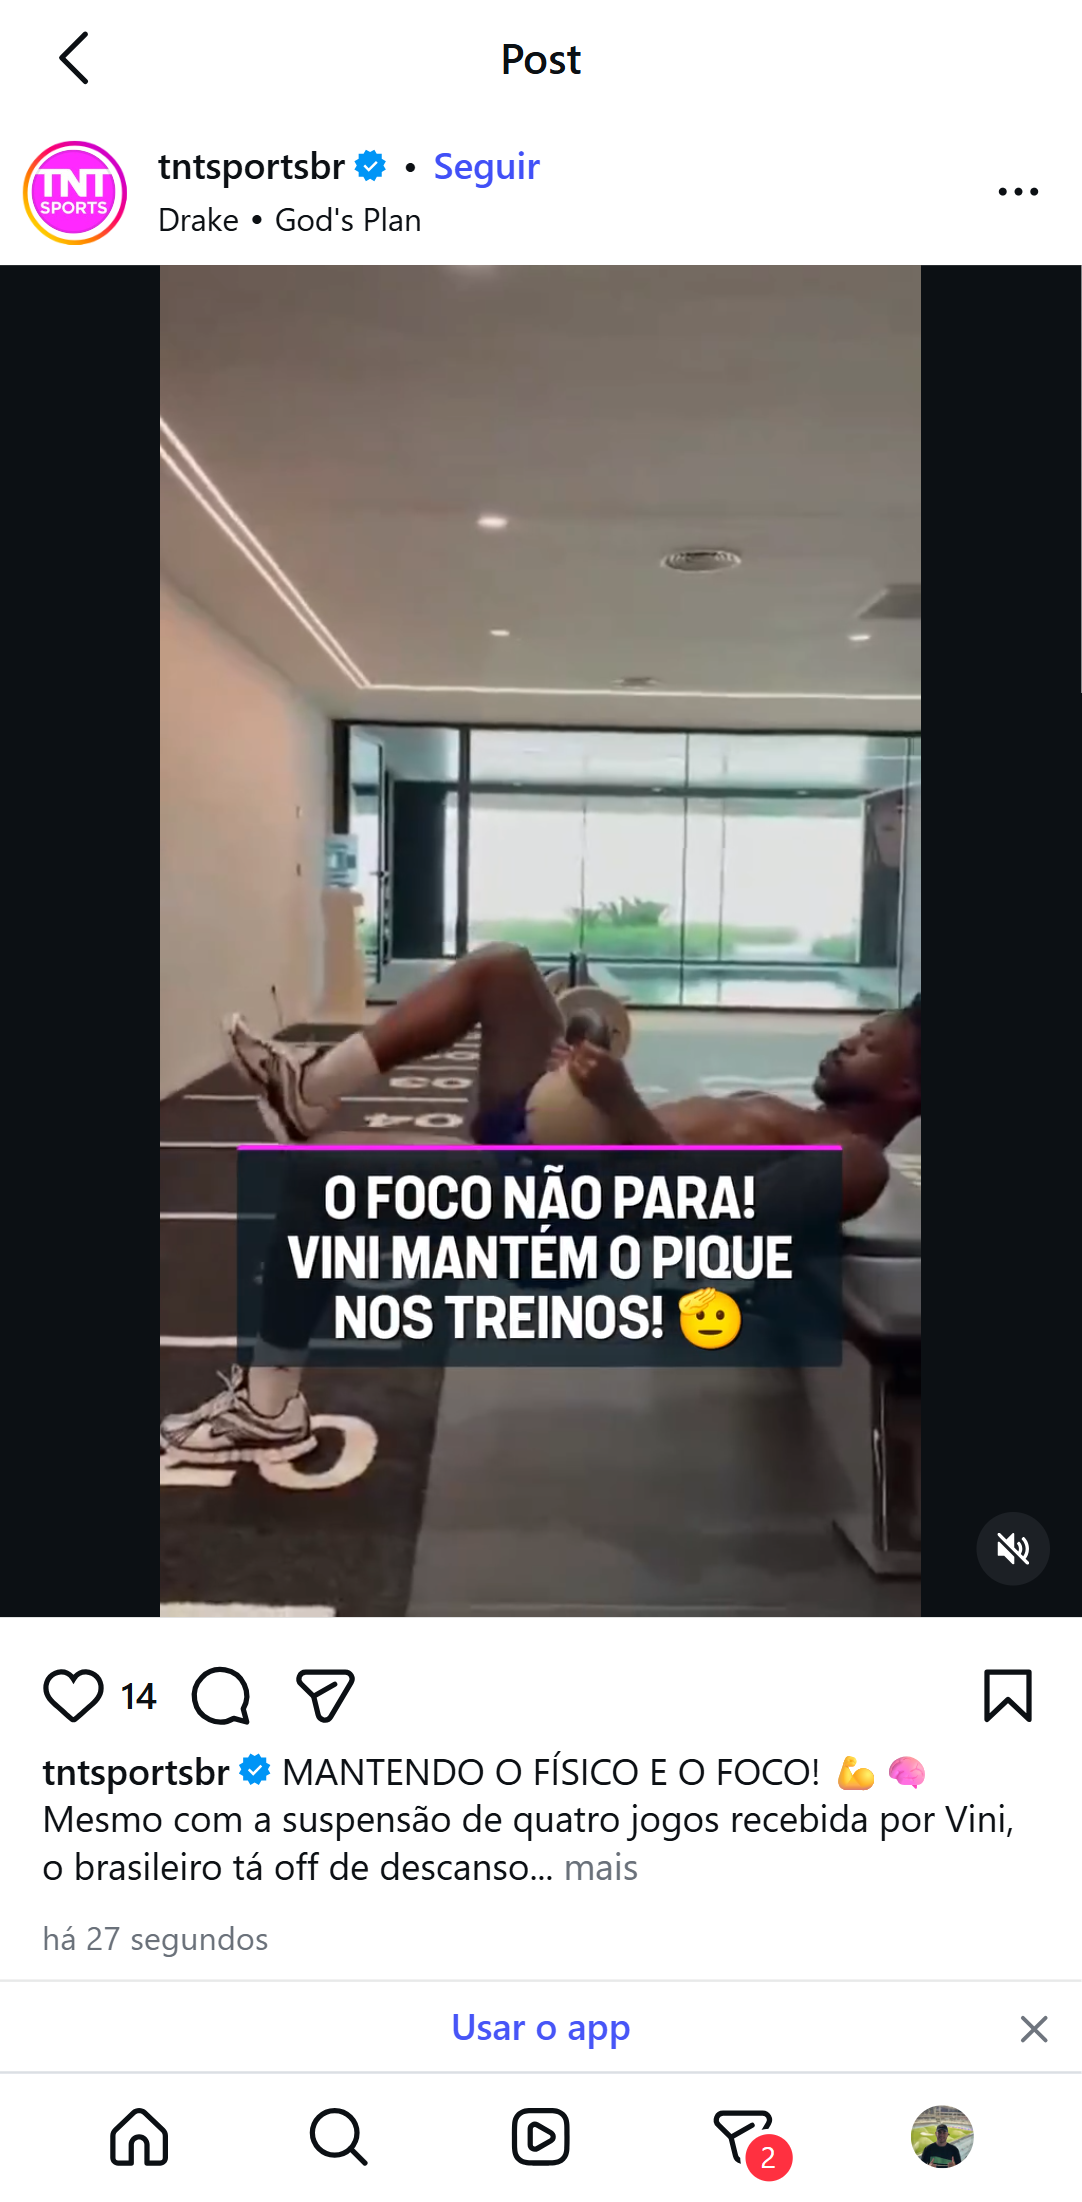 Post
TNT
SPORTS
tntsportsbr • Seguir
Drake • God's Plan
03
04
O FOCO NÃO PARA!
VINI MANTÉM O PIQUE
NOS TREINOS! 🫡
14
tntsportsbr MANTENDO O FÍSICO E O FOCO! 💪 🧠
Mesmo com a suspensão de quatro jogos recebida por Vini,
o brasileiro tá off de descanso... mais
há 27 segundos
Usar o app
2